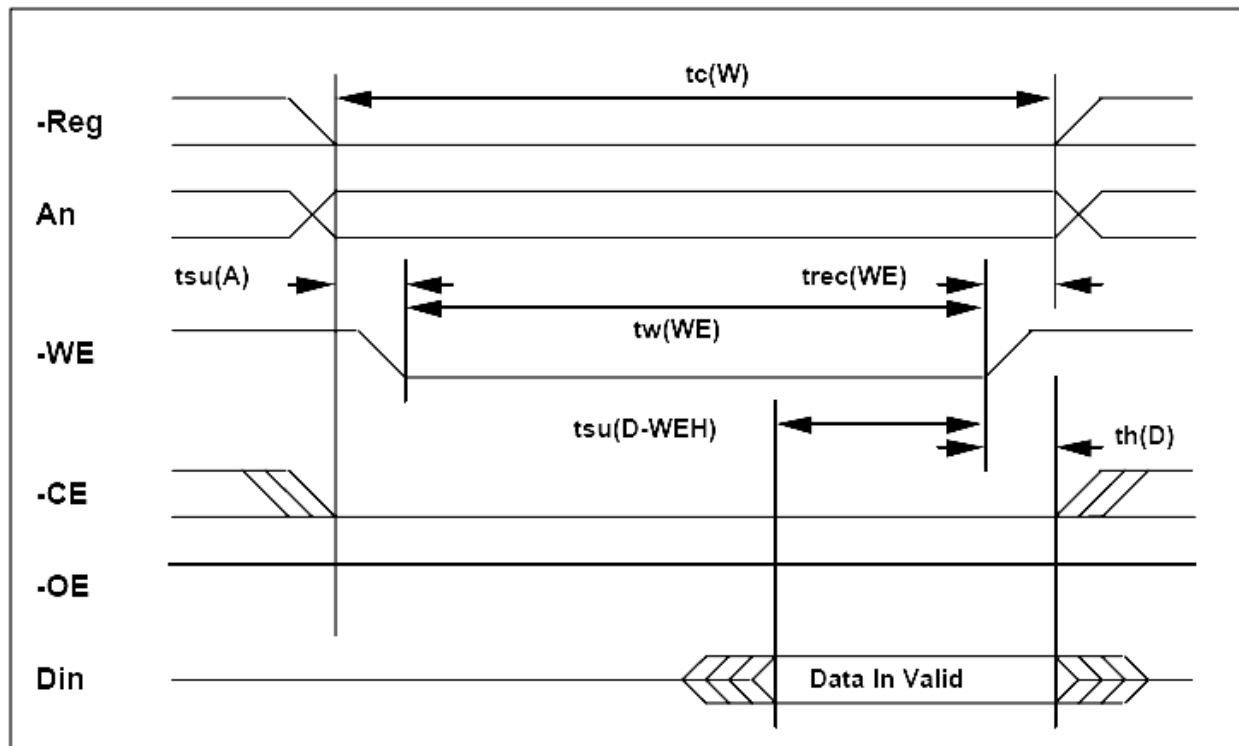 tc(W)
-Reg
An
tsu(A)
trec(WE)
tw(WE)
-WE
tsu(D-WEH)
th(D)
-CE
-OE
Din
Data In Valid